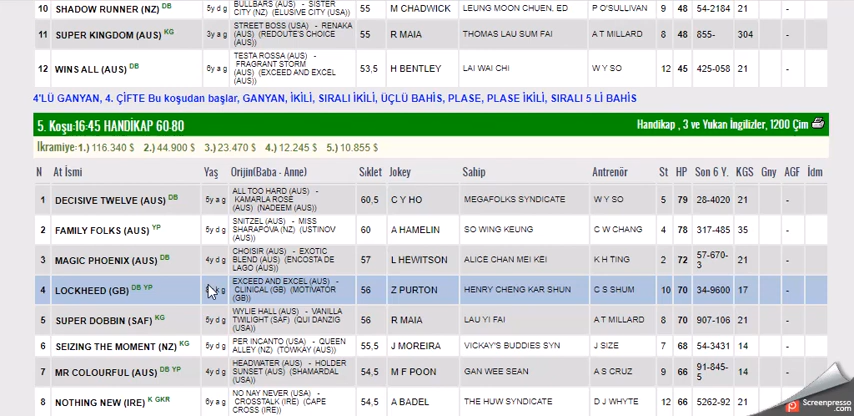 10 SHADOW RUNNER (NZ) DB 5y d g BULLBARS (AUS) - SISTER CITY (NZ) (ELUSIVE CITY (USA)) 55 M CHADWICK LEUNG MOON CHUEN, ED P O'SULLIVAN 9 48 54-2184 21
11 SUPER KINGDOM (AUS) KG 3y a g STREET BOSS (USA) - RENAKA (AUS) (REDOUTE'S CHOICE (AUS)) 55 R MAIA THOMAS LAU SUM FAI A T MILLARD 8 48 855- 304
12 WINS ALL (AUS) DB 6y d g TESTA ROSSA (AUS) - FRAGRANT STORM (AUS) (EXCEED AND EXCEL (AUS)) 53,5 H BENTLEY LAI WAI CHI W Y SO 12 45 425-058 21
4'LÜ GANYAN, 4. ÇİFTE Bu koşudan başlar, GANYAN, İKİLİ, SIRALI İKİLİ, ÜÇLÜ BAHİS, PLASE, PLASE İKİLİ, SIRALI 5 Lİ BAHİS
5. Koşu:16:45 HANDİKAP 60-80 Handikap , 3 ve Yukarı İngilizler, 1200 Çim
İkramiye:1.) 116.340 $ 2.) 44.900 $ 3.) 23.470 $ 4.) 12.245 $ 5.) 10.855 $
N At İsmi Yaş Orijin(Baba - Anne) Sıklet Jokey Sahip Antrenör St HP Son 6 Y. KGS Gny AGF İdm
1 DECISIVE TWELVE (AUS) DB 5y a g ALL TOO HARD (AUS) - KAMARLA ROSE (AUS) (NADEEM (AUS)) 60,5 C Y HO MEGAFOLKS SYNDICATE W Y SO 5 79 28-4020 21 -
2 FAMILY FOLKS (AUS) YP 5y d g SNITZEL (AUS) - MISS SHARAPOVA (NZ) (USTINOV (AUS)) 60 A HAMELIN SO WING KEUNG C W CHANG 4 78 317-485 35 -
3 MAGIC PHOENIX (AUS) DB 4y d g CHOISIR (AUS) - EXOTIC BLEND (AUS) (ENCOSTA DE LAGO (AUS)) 57 L HEWITSON ALICE CHAN MEI KEI K H TING 2 72 57-670-3 21 -
4 LOCKHEED (GB) DB YP k g EXCEED AND EXCEL (AUS) - CLINICAL (GB) (MOTIVATOR (GB)) 56 Z PURTON HENRY CHENG KAR SHUN C S SHUM 10 70 34-9600 17 -
5 SUPER DOBBIN (SAF) KG 5y d g WYLIE HALL (AUS) - VANILLA TWILIGHT (SAF) (QUI DANZIG (USA)) 56 R MAIA LAU YI FAI A T MILLARD 8 70 907-106 21 -
6 SEIZING THE MOMENT (NZ) KG 5y d g PER INCANTO (USA) - QUEEN ALLEY (NZ) (TOWKAY (AUS)) 55,5 J MOREIRA VICKAY'S BUDDIES SYN J SIZE 7 68 54-3431 14 -
7 MR COLOURFUL (AUS) DB YP 4y d g HEADWATER (AUS) - HOLDER SUNSET (AUS) (SHAMARDAL (USA)) 54,5 M F POON GAN WEE SEAN A S CRUZ 9 66 91-845-5 14 -
8 NOTHING NEW (IRE) K GKR 6y a g NO NAY NEVER (USA) - CROSSTALK (IRE) (CAPE CROSS (IRE)) 54,5 A BADEL THE HUW SYNDICATE D J WHYTE 12 66 5262-92 21 -
Screenpresso
.com